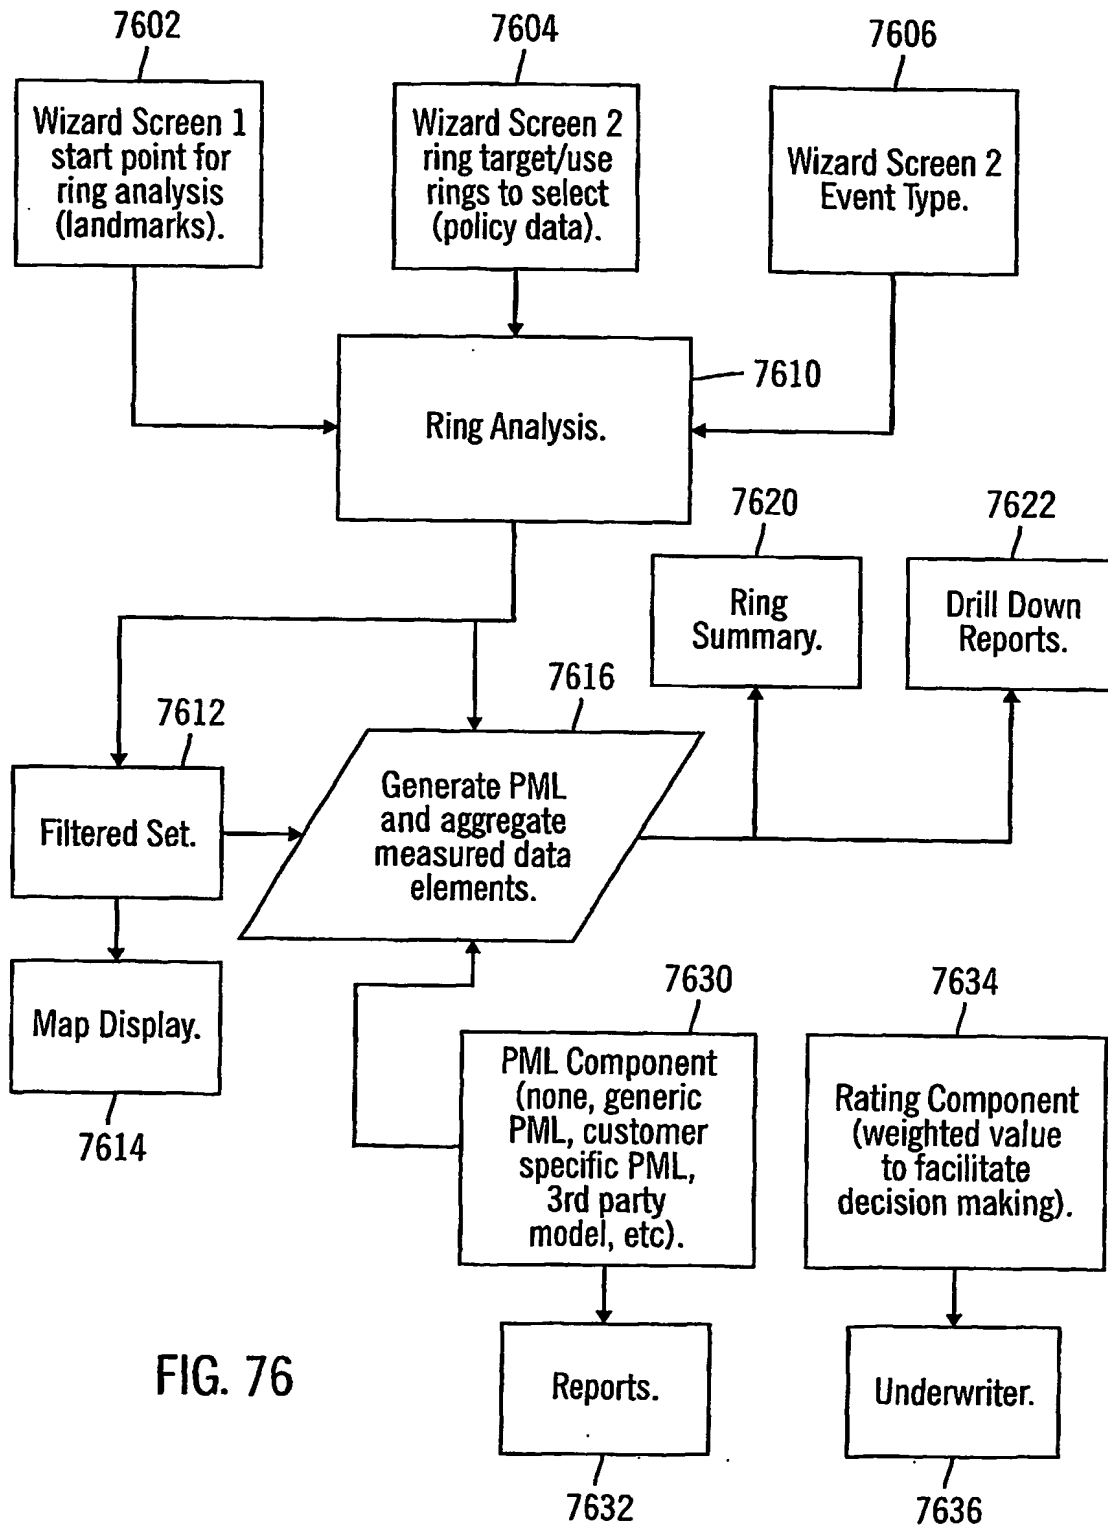 7602
7604
7606
Wizard Screen 1
start point for
ring analysis
(landmarks).
Wizard Screen 2
ring target/use
rings to select
(policy data).
Wizard Screen 2
Event Type.
7610
Ring Analysis.
7620
7622
Ring
Summary.
Drill Down
Reports.
7612
7616
Filtered Set.
Generate PML
and aggregate
measured data
elements.
Map Display.
7614
7630
7634
PML Component
(none, generic
PML, customer
specific PML,
3rd party
model, etc).
Rating Component
(weighted value
to facilitate
decision making).
FIG. 76
Reports.
Underwriter.
7632
7636